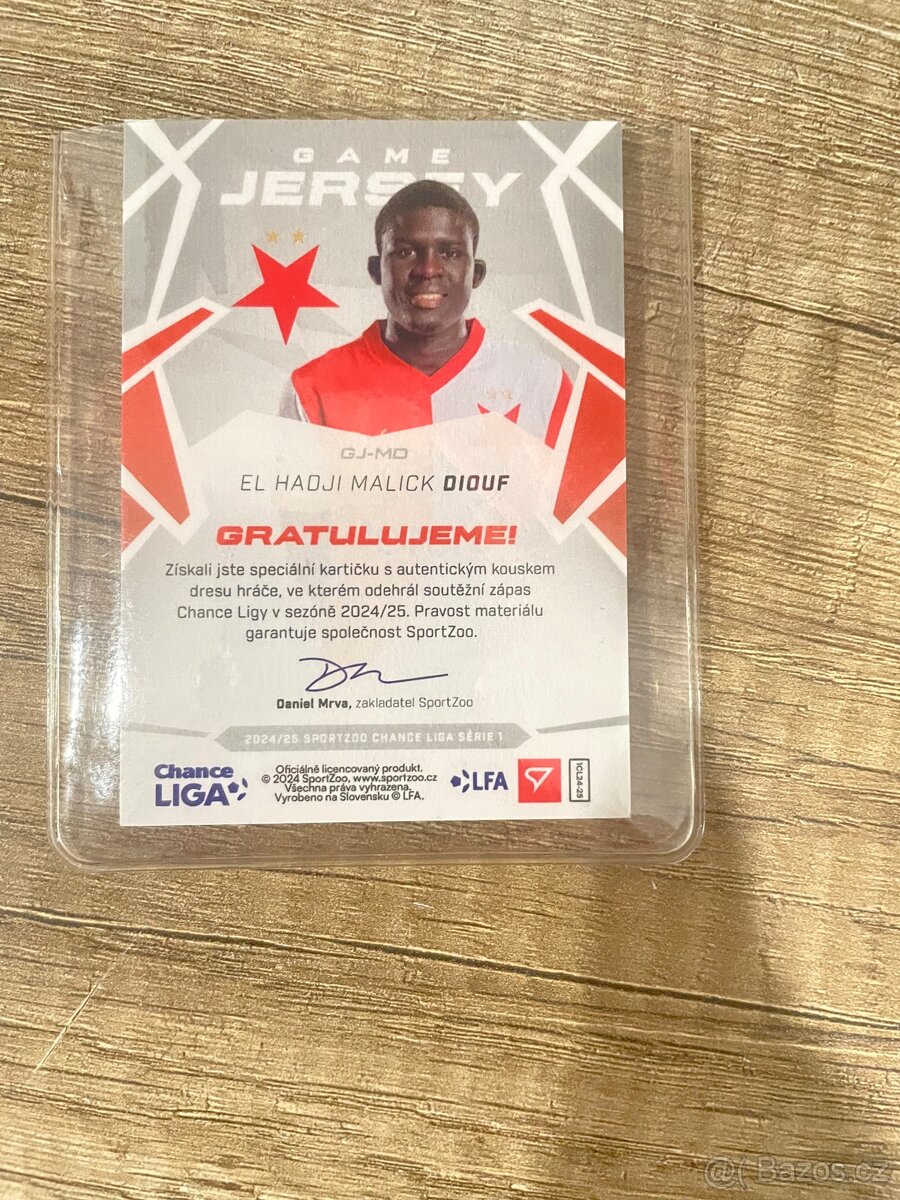 GAME
JERSEY
GJ-MD
EL HADJI MALICK DIOUF
GRATULUJEME!
Získali jste speciální kartičku s autentickým kouskem
dresu hráče, ve kterém odehrál soutěžní zápas
Chance Ligy v sezóně 2024/25. Pravost materiálu
garantuje společnost SportZoo.
Daniel Mrva, zakladatel SportZoo
2024/25 SPORTZOO CHANCE LIGA SÉRIE 1
Chance
LIGA
Oficiálně licencovaný produkt.
© 2024 SportZoo, www.sportzoo.cz
Všechna práva vyhrazena.
Vyrobeno na Slovensku © LFA.
LFA
1CL24-25
@( Bazos.cz